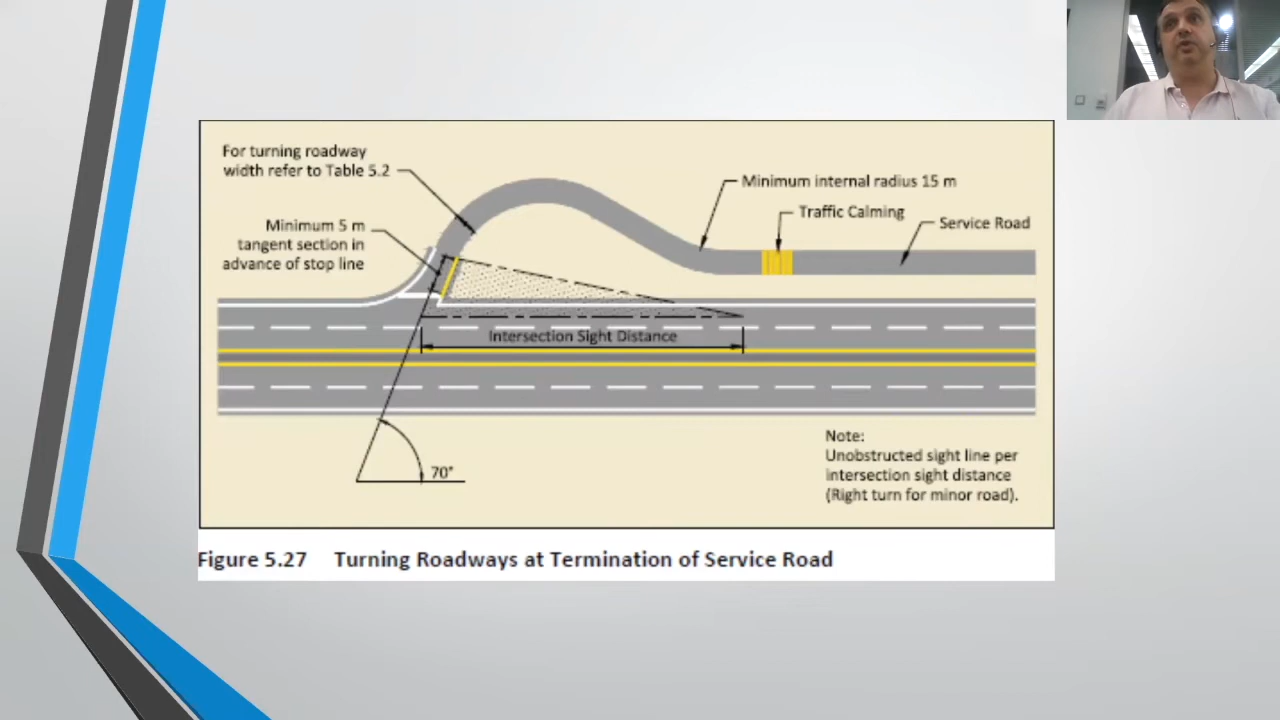 For turning roadway
width refer to Table 5.2
Minimum 5 m
tangent section in
advance of stop line
Minimum internal radius 15 m
Traffic Calming
Service Road
Intersection Sight Distance
70°
Note:
Unobstructed sight line per
intersection sight distance
(Right turn for minor road).
Figure 5.27 Turning Roadways at Termination of Service Road